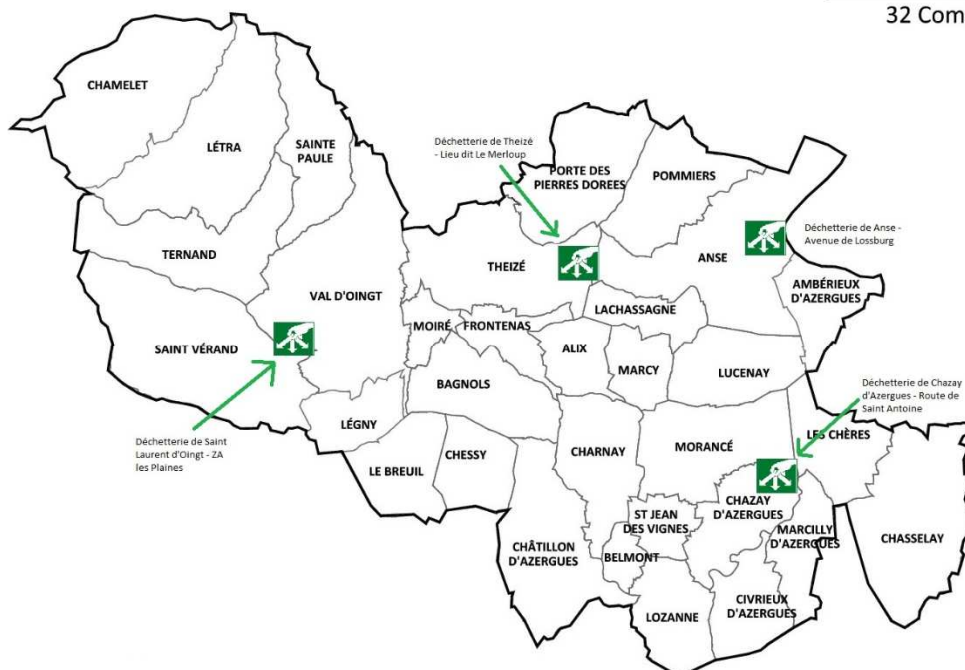 32 Com
CHAMELET
LÉTRA
SAINTE
PAULE
Déchetterie de Theizé
- Lieu dit Le Merloup
PORTE DES
PIERRES DOREES
POMMIERS
TERNAND
THEIZÉ
ANSE
Déchetterie de Anse -
Avenue de Lossburg
AMBÉRIEUX
D'AZERGUES
VAL D'OINGT
LACHASSAGNE
SAINT VÉRAND
MOIRÉ
FRONTENAS
ALIX
MARCY
LUCENAY
BAGNOLS
Déchetterie de Chazay
d'Azergues - Route de
Saint Antoine
Déchetterie de Saint
Laurent d'Oingt - ZA
les Plaines
LÉGNY
LE BREUIL
CHESSY
CHARNAY
MORANCÉ
LES CHÈRES
CHAZAY
D'AZERGUES
ST JEAN
DES VIGNES
MARCILLY
D'AZERGUES
CHASSELAY
CHÂTILLON
D'AZERGUES
BELMONT
LOZANNE
CIVRIEUX
D'AZERGUES